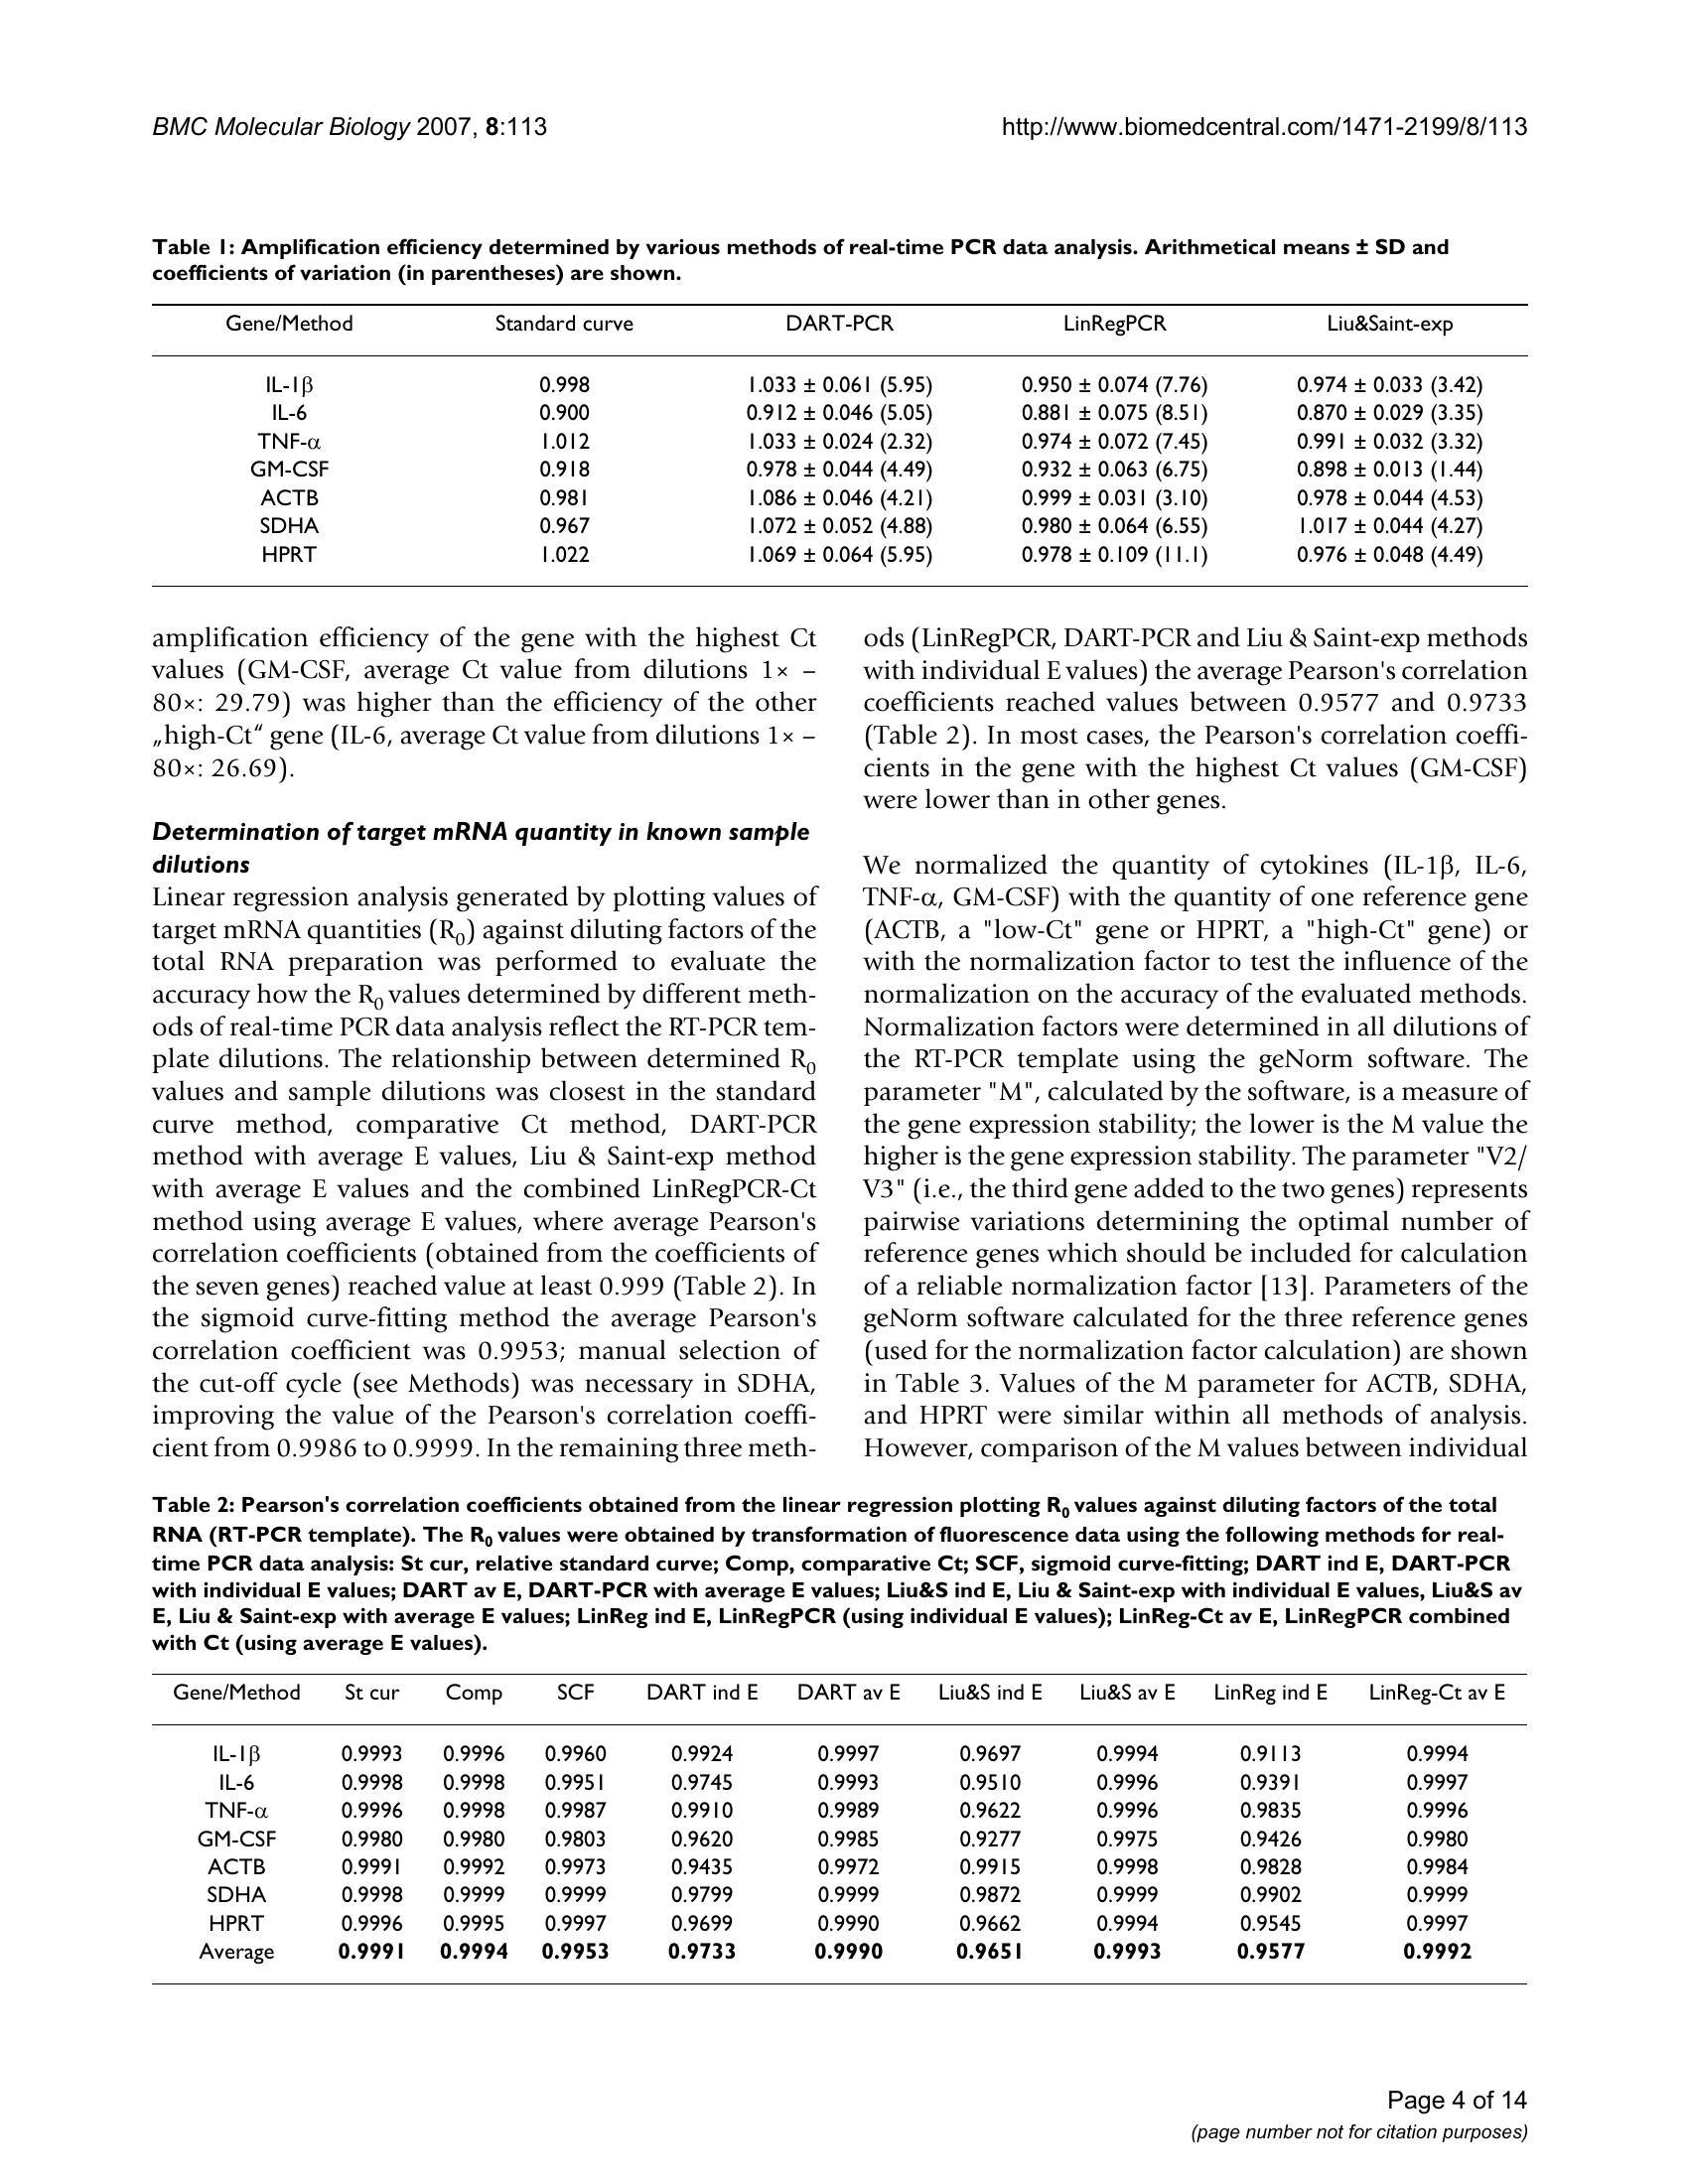 BMC Molecular Biology 2007, 8:113
http://www.biomedcentral.com/1471-2199/8/113
Table 1: Amplification efficiency determined by various methods of real-time PCR data analysis. Arithmetical means ± SD and
coefficients of variation (in parentheses) are shown.
Gene/Method Standard curve DART-PCR LinRegPCR Liu&Saint-exp
IL-1β 0.998 1.033 ± 0.061 (5.95) 0.950 ± 0.074 (7.76) 0.974 ± 0.033 (3.42)
IL-6 0.900 0.912 ± 0.046 (5.05) 0.881 ± 0.075 (8.51) 0.870 ± 0.029 (3.35)
TNF-α 1.012 1.033 ± 0.024 (2.32) 0.974 ± 0.072 (7.45) 0.991 ± 0.032 (3.32)
GM-CSF 0.918 0.978 ± 0.044 (4.49) 0.932 ± 0.063 (6.75) 0.898 ± 0.013 (1.44)
ACTB 0.981 1.086 ± 0.046 (4.21) 0.999 ± 0.031 (3.10) 0.978 ± 0.044 (4.53)
SDHA 0.967 1.072 ± 0.052 (4.88) 0.980 ± 0.064 (6.55) 1.017 ± 0.044 (4.27)
HPRT 1.022 1.069 ± 0.064 (5.95) 0.978 ± 0.109 (11.1) 0.976 ± 0.048 (4.49)
amplification efficiency of the gene with the highest Ct
values (GM-CSF, average Ct value from dilutions 1× –
80×: 29.79) was higher than the efficiency of the other
„high-Ct“ gene (IL-6, average Ct value from dilutions 1× –
80×: 26.69).
Determination of target mRNA quantity in known sample
dilutions
Linear regression analysis generated by plotting values of
target mRNA quantities (R0) against diluting factors of the
total RNA preparation was performed to evaluate the
accuracy how the R0 values determined by different meth-
ods of real-time PCR data analysis reflect the RT-PCR tem-
plate dilutions. The relationship between determined R0
values and sample dilutions was closest in the standard
curve method, comparative Ct method, DART-PCR
method with average E values, Liu & Saint-exp method
with average E values and the combined LinRegPCR-Ct
method using average E values, where average Pearson's
correlation coefficients (obtained from the coefficients of
the seven genes) reached value at least 0.999 (Table 2). In
the sigmoid curve-fitting method the average Pearson's
correlation coefficient was 0.9953; manual selection of
the cut-off cycle (see Methods) was necessary in SDHA,
improving the value of the Pearson's correlation coeffi-
cient from 0.9986 to 0.9999. In the remaining three meth-
ods (LinRegPCR, DART-PCR and Liu & Saint-exp methods
with individual E values) the average Pearson's correlation
coefficients reached values between 0.9577 and 0.9733
(Table 2). In most cases, the Pearson's correlation coeffi-
cients in the gene with the highest Ct values (GM-CSF)
were lower than in other genes.
We normalized the quantity of cytokines (IL-1β, IL-6,
TNF-α, GM-CSF) with the quantity of one reference gene
(ACTB, a "low-Ct" gene or HPRT, a "high-Ct" gene) or
with the normalization factor to test the influence of the
normalization on the accuracy of the evaluated methods.
Normalization factors were determined in all dilutions of
the RT-PCR template using the geNorm software. The
parameter "M", calculated by the software, is a measure of
the gene expression stability; the lower is the M value the
higher is the gene expression stability. The parameter "V2/
V3" (i.e., the third gene added to the two genes) represents
pairwise variations determining the optimal number of
reference genes which should be included for calculation
of a reliable normalization factor [13]. Parameters of the
geNorm software calculated for the three reference genes
(used for the normalization factor calculation) are shown
in Table 3. Values of the M parameter for ACTB, SDHA,
and HPRT were similar within all methods of analysis.
However, comparison of the M values between individual
Table 2: Pearson's correlation coefficients obtained from the linear regression plotting R0 values against diluting factors of the total
RNA (RT-PCR template). The R0 values were obtained by transformation of fluorescence data using the following methods for real-
time PCR data analysis: St cur, relative standard curve; Comp, comparative Ct; SCF, sigmoid curve-fitting; DART ind E, DART-PCR
with individual E values; DART av E, DART-PCR with average E values; Liu&S ind E, Liu & Saint-exp with individual E values, Liu&S av
E, Liu & Saint-exp with average E values; LinReg ind E, LinRegPCR (using individual E values); LinReg-Ct av E, LinRegPCR combined
with Ct (using average E values).
Gene/Method St cur Comp SCF DART ind E DART av E Liu&S ind E Liu&S av E LinReg ind E LinReg-Ct av E
IL-1β 0.9993 0.9996 0.9960 0.9924 0.9997 0.9697 0.9994 0.9113 0.9994
IL-6 0.9998 0.9998 0.9951 0.9745 0.9993 0.9510 0.9996 0.9391 0.9997
TNF-α 0.9996 0.9998 0.9987 0.9910 0.9989 0.9622 0.9996 0.9835 0.9996
GM-CSF 0.9980 0.9980 0.9803 0.9620 0.9985 0.9277 0.9975 0.9426 0.9980
ACTB 0.9991 0.9992 0.9973 0.9435 0.9972 0.9915 0.9998 0.9828 0.9984
SDHA 0.9998 0.9999 0.9999 0.9799 0.9999 0.9872 0.9999 0.9902 0.9999
HPRT 0.9996 0.9995 0.9997 0.9699 0.9990 0.9662 0.9994 0.9545 0.9997
Average 0.9991 0.9994 0.9953 0.9733 0.9990 0.9651 0.9993 0.9577 0.9992
Page 4 of 14
(page number not for citation purposes)